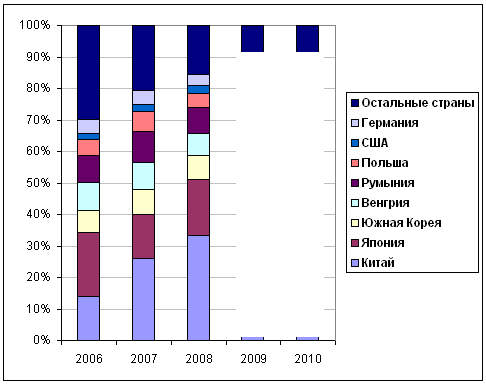 100%
90%
80%
70%
60%
50%
40%
30%
20%
10%
0%
2006 2007 2008 2009 2010
Остальные страны
Германия
США
Польша
Румыния
Венгрия
Южная Корея
Япония
Китай